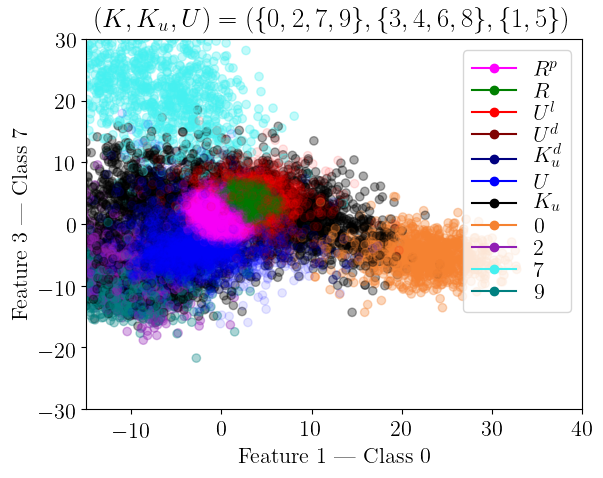 (K, K_u, U) = ({0, 2, 7, 9}, {3, 4, 6, 8}, {1, 5})
30
20
10
0
−10
−20
−30
Feature 3 — Class 7
−10
0
10
20
30
40
Feature 1 — Class 0
R^p
R
U^l
U^d
K_u^d
U
K_u
0
2
7
9